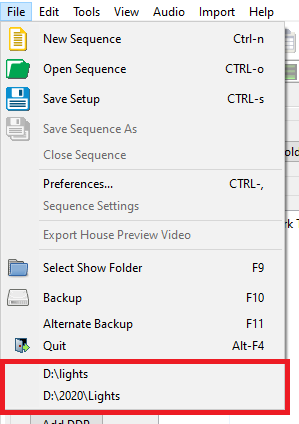 File Edit Tools View Audio Import Help
New Sequence Ctrl-n
Open Sequence CTRL-o
Save Setup CTRL-s
Save Sequence As
Close Sequence
Preferences... CTRL-,
Sequence Settings
Export House Preview Video
Select Show Folder F9
Backup F10
Alternate Backup F11
Quit Alt-F4
D:\lights
D:\2020\Lights